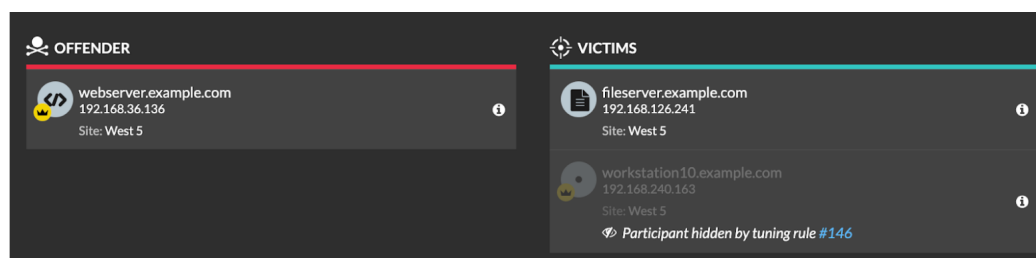 OFFENDER
webserver.example.com
192.168.36.136
Site: West 5
VICTIMS
fileserver.example.com
192.168.126.241
Site: West 5
workstation10.example.com
192.168.240.163
Site: West 5
Participant hidden by tuning rule #146